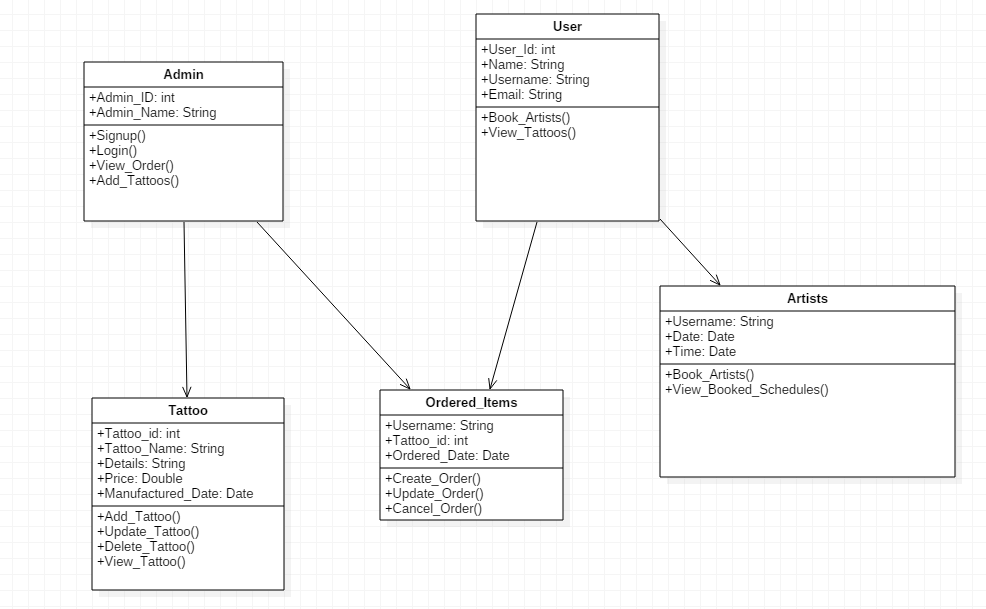 User
+User_Id: int
+Name: String
+Username: String
+Email: String
+Book_Artists()
+View_Tattoos()
Admin
+Admin_ID: int
+Admin_Name: String
+Signup()
+Login()
+View_Order()
+Add_Tattoos()
Artists
+Username: String
+Date: Date
+Time: Date
+Book_Artists()
+View_Booked_Schedules()
Tattoo
+Tattoo_id: int
+Tattoo_Name: String
+Details: String
+Price: Double
+Manufactured_Date: Date
+Add_Tattoo()
+Update_Tattoo()
+Delete_Tattoo()
+View_Tattoo()
Ordered_Items
+Username: String
+Tattoo_id: int
+Ordered_Date: Date
+Create_Order()
+Update_Order()
+Cancel_Order()